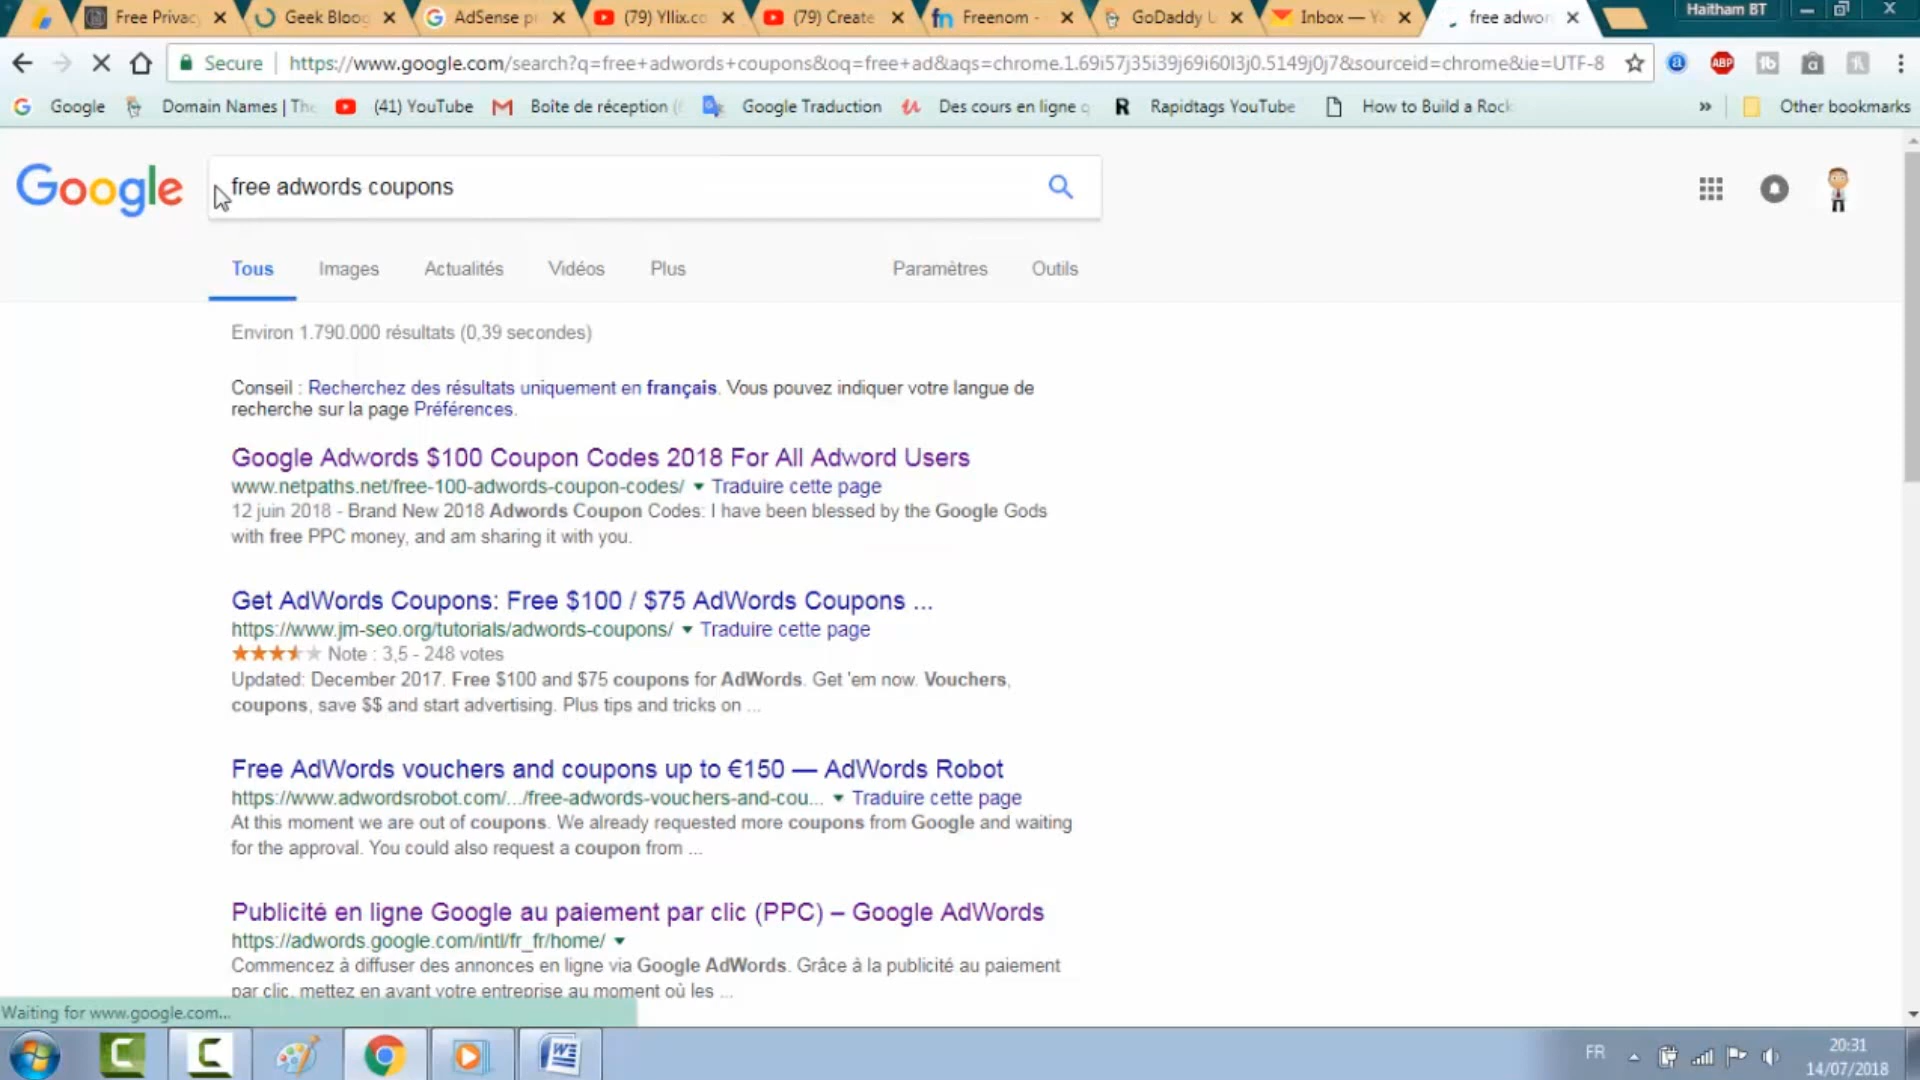 Free Privac
Geek Bloog
AdSense p
(79) Yllix.co
(79) Create
Freenom -
GoDaddy
Inbox — Y
free adwor
Haitham BT
Secure
https://www.google.com/search?q=free+adwords+coupons&oq=free+ad&aqs=chrome.1.69i57j35i39j69i60l3j0.5149j0j7&sourceid=chrome&ie=UTF-8
ABP
Google
Domain Names | The
(41) YouTube
Boîte de réception (
Google Traduction
Des cours en ligne
Rapidtags YouTube
How to Build a Rock
»
Other bookmarks
Google
free adwords coupons
Tous
Images
Actualités
Vidéos
Plus
Paramètres
Outils
Environ 1.790.000 résultats (0,39 secondes)
Conseil : Recherchez des résultats uniquement en français. Vous pouvez indiquer votre langue de
recherche sur la page Préférences.
Google Adwords $100 Coupon Codes 2018 For All Adword Users
www.netpaths.net/free-100-adwords-coupon-codes/ Traduire cette page
12 juin 2018 - Brand New 2018 Adwords Coupon Codes: I have been blessed by the Google Gods
with free PPC money, and am sharing it with you.
Get AdWords Coupons: Free $100 / $75 AdWords Coupons ...
https://www.jm-seo.org/tutorials/adwords-coupons/ Traduire cette page
Note : 3,5 - 248 votes
Updated: December 2017. Free $100 and $75 coupons for AdWords. Get 'em now. Vouchers,
coupons, save $$ and start advertising. Plus tips and tricks on ...
Free AdWords vouchers and coupons up to €150 — AdWords Robot
https://www.adwordsrobot.com/.../free-adwords-vouchers-and-cou... Traduire cette page
At this moment we are out of coupons. We already requested more coupons from Google and waiting
for the approval. You could also request a coupon from ...
Publicité en ligne Google au paiement par clic (PPC) – Google AdWords
https://adwords.google.com/intl/fr_fr/home/
Commencez à diffuser des annonces en ligne via Google AdWords. Grâce à la publicité au paiement
par clic, mettez en avant votre entreprise au moment où les ...
Waiting for www.google.com...
FR
20:31
14/07/2018